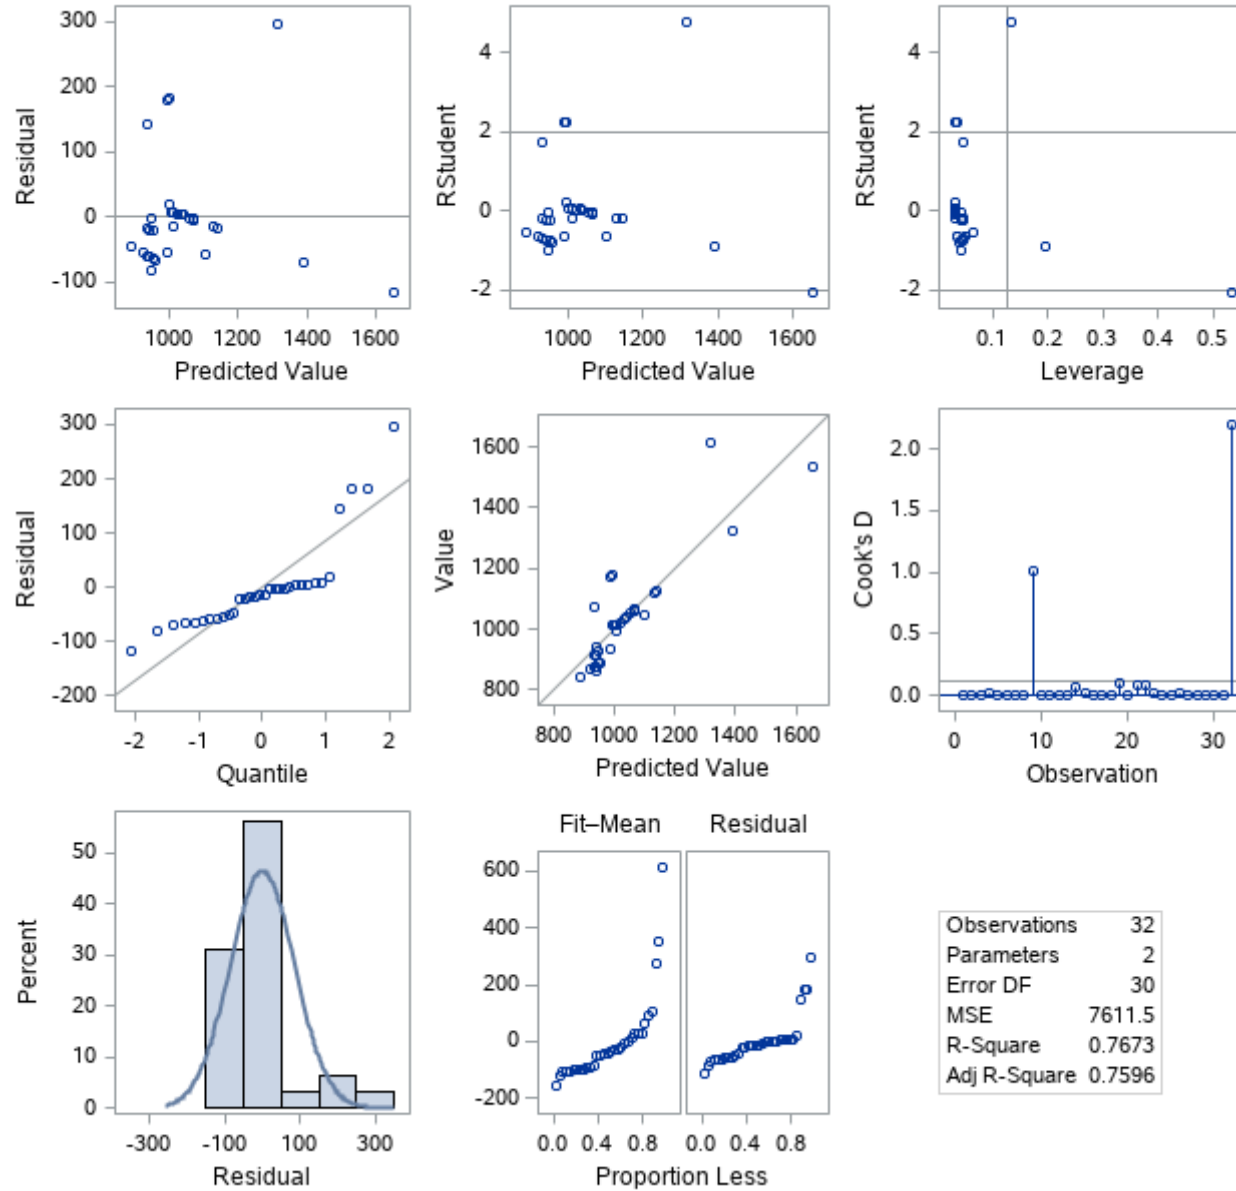 300
200
100
0
-100
Residual
1000 1200 1400 1600
Predicted Value
4
2
0
-2
RStudent
1000 1200 1400 1600
Predicted Value
4
2
0
-2
RStudent
0.1 0.2 0.3 0.4 0.5
Leverage
300
200
100
0
-100
-200
Residual
-2 -1 0 1 2
Quantile
1600
1400
1200
1000
800
Value
800 1000 1200 1400 1600
Predicted Value
2.0
1.5
1.0
0.5
0.0
Cook's D
0 10 20 30
Observation
50
40
30
20
10
0
Percent
-300 -100 100 300
Residual
Fit–Mean Residual
600
400
200
0
-200
0.0 0.4 0.8 0.0 0.4 0.8
Proportion Less
Observations 32
Parameters 2
Error DF 30
MSE 7611.5
R-Square 0.7673
Adj R-Square 0.7596